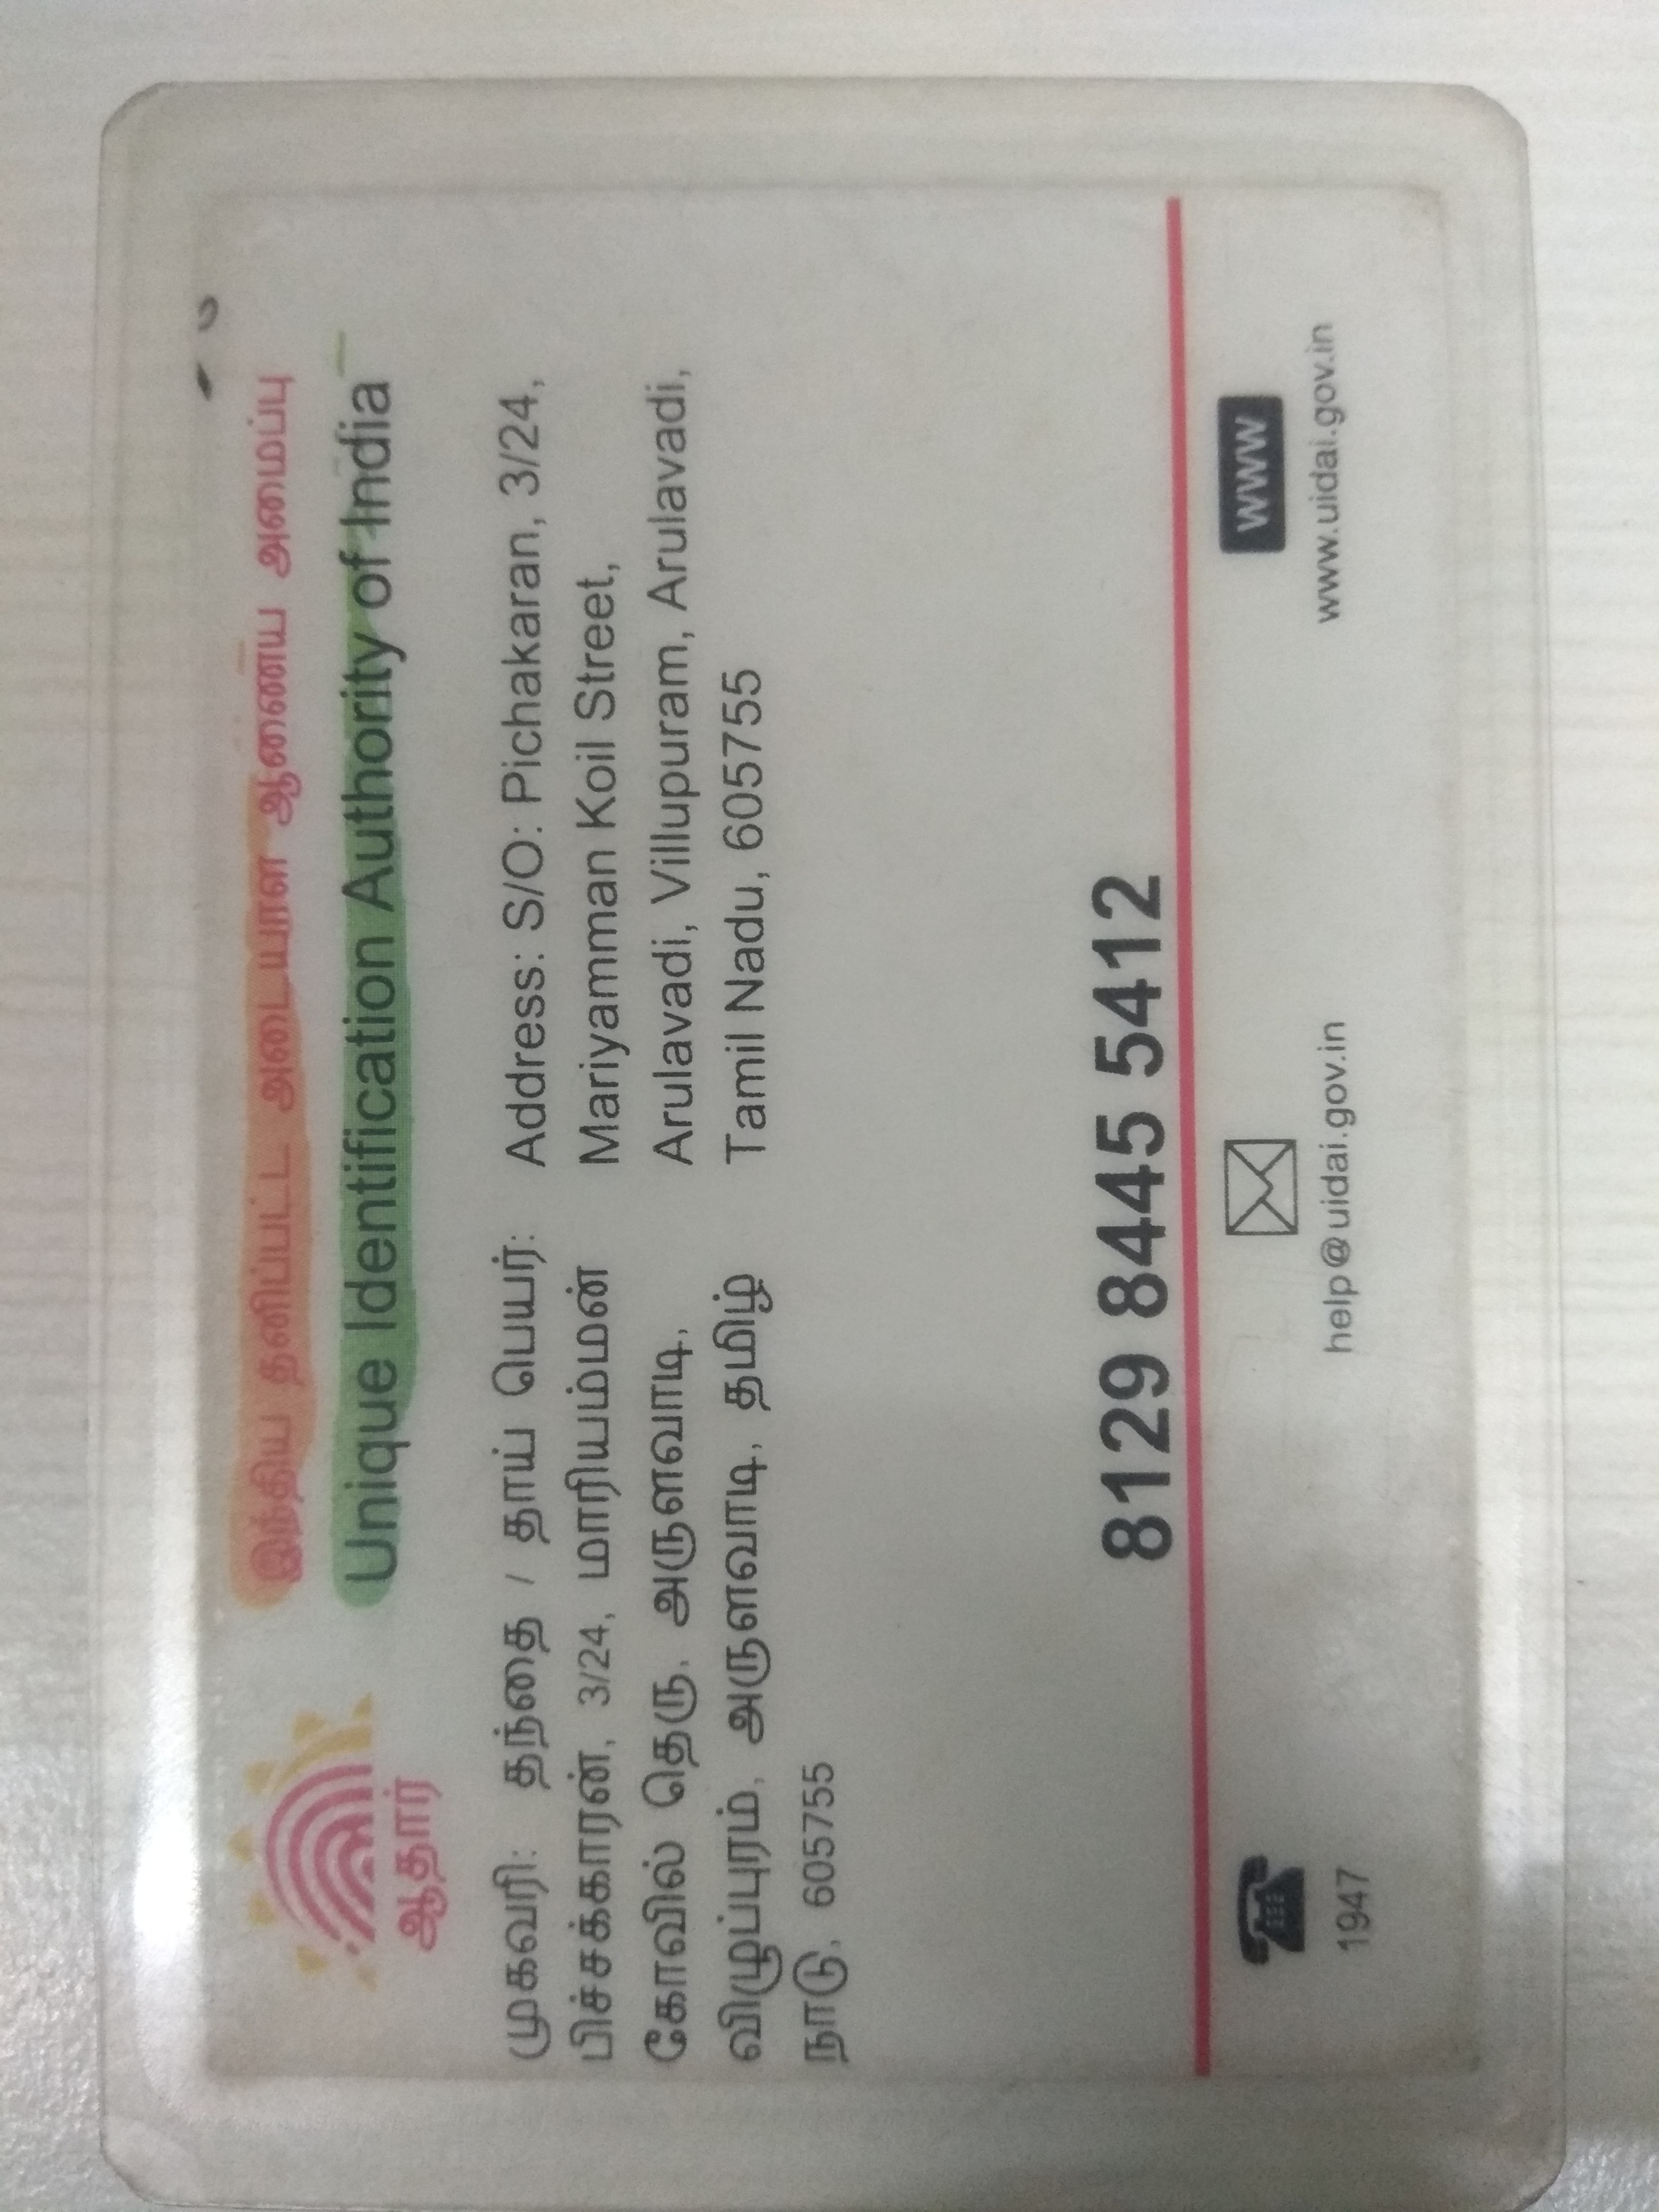 ஆதார்
இந்திய தனிப்பட்ட அடையாள ஆணைய அமைப்பு
Unique Identification Authority of India
முகவரி: தந்தை / தாய் பெயர்:
பிச்சக்காரன், 3/24, மாரியம்மன்
கோவில் தெரு, அருளவாடி,
விழுப்புரம், அருளவாடி, தமிழ்
நாடு, 605755
Address: S/O: Pichakaran, 3/24,
Mariyamman Koil Street,
Arulavadi, Villupuram, Arulavadi,
Tamil Nadu, 605755
8129 8445 5412
1947
help@uidai.gov.in
www
www.uidai.gov.in